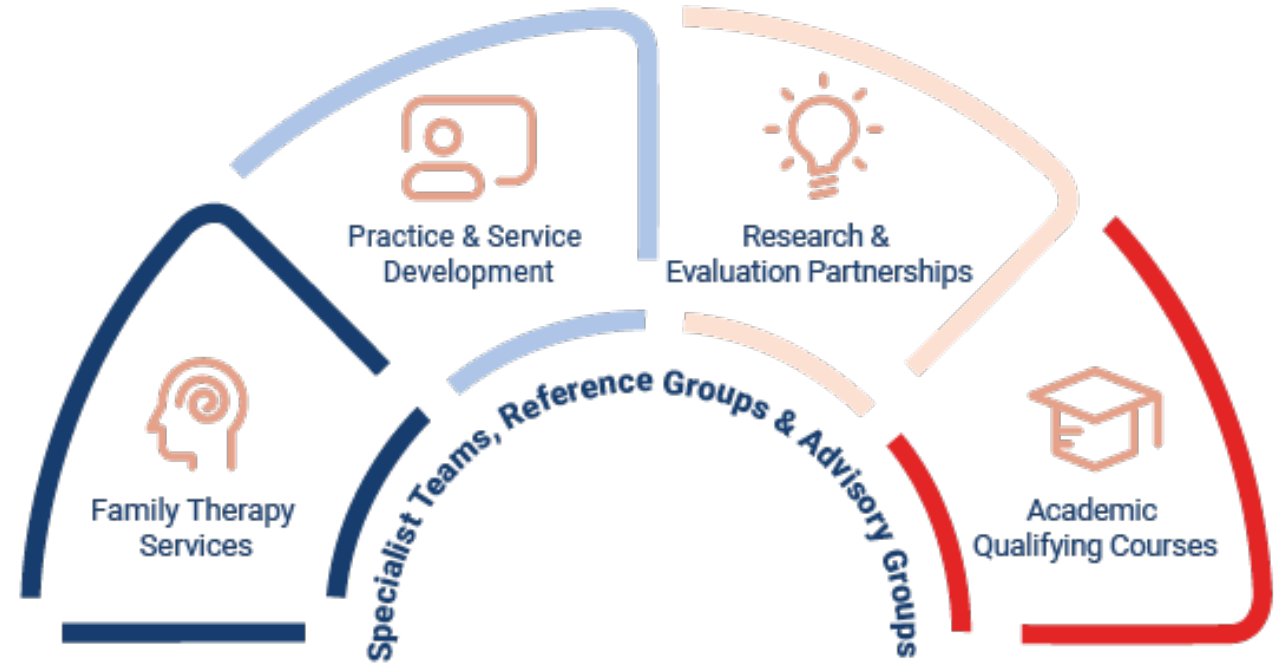 Practice & Service
Development
Research &
Evaluation Partnerships
Family Therapy
Services
Academic
Qualifying Courses
Specialist Teams, Reference Groups & Advisory Groups